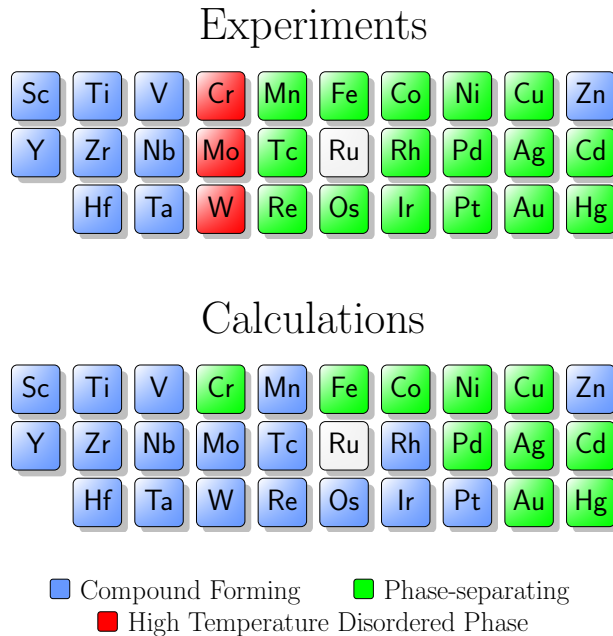 Experiments
Sc Ti V Cr Mn Fe Co Ni Cu Zn
Y Zr Nb Mo Tc Ru Rh Pd Ag Cd
Hf Ta W Re Os Ir Pt Au Hg
Calculations
Sc Ti V Cr Mn Fe Co Ni Cu Zn
Y Zr Nb Mo Tc Ru Rh Pd Ag Cd
Hf Ta W Re Os Ir Pt Au Hg
Compound Forming Phase-separating
High Temperature Disordered Phase